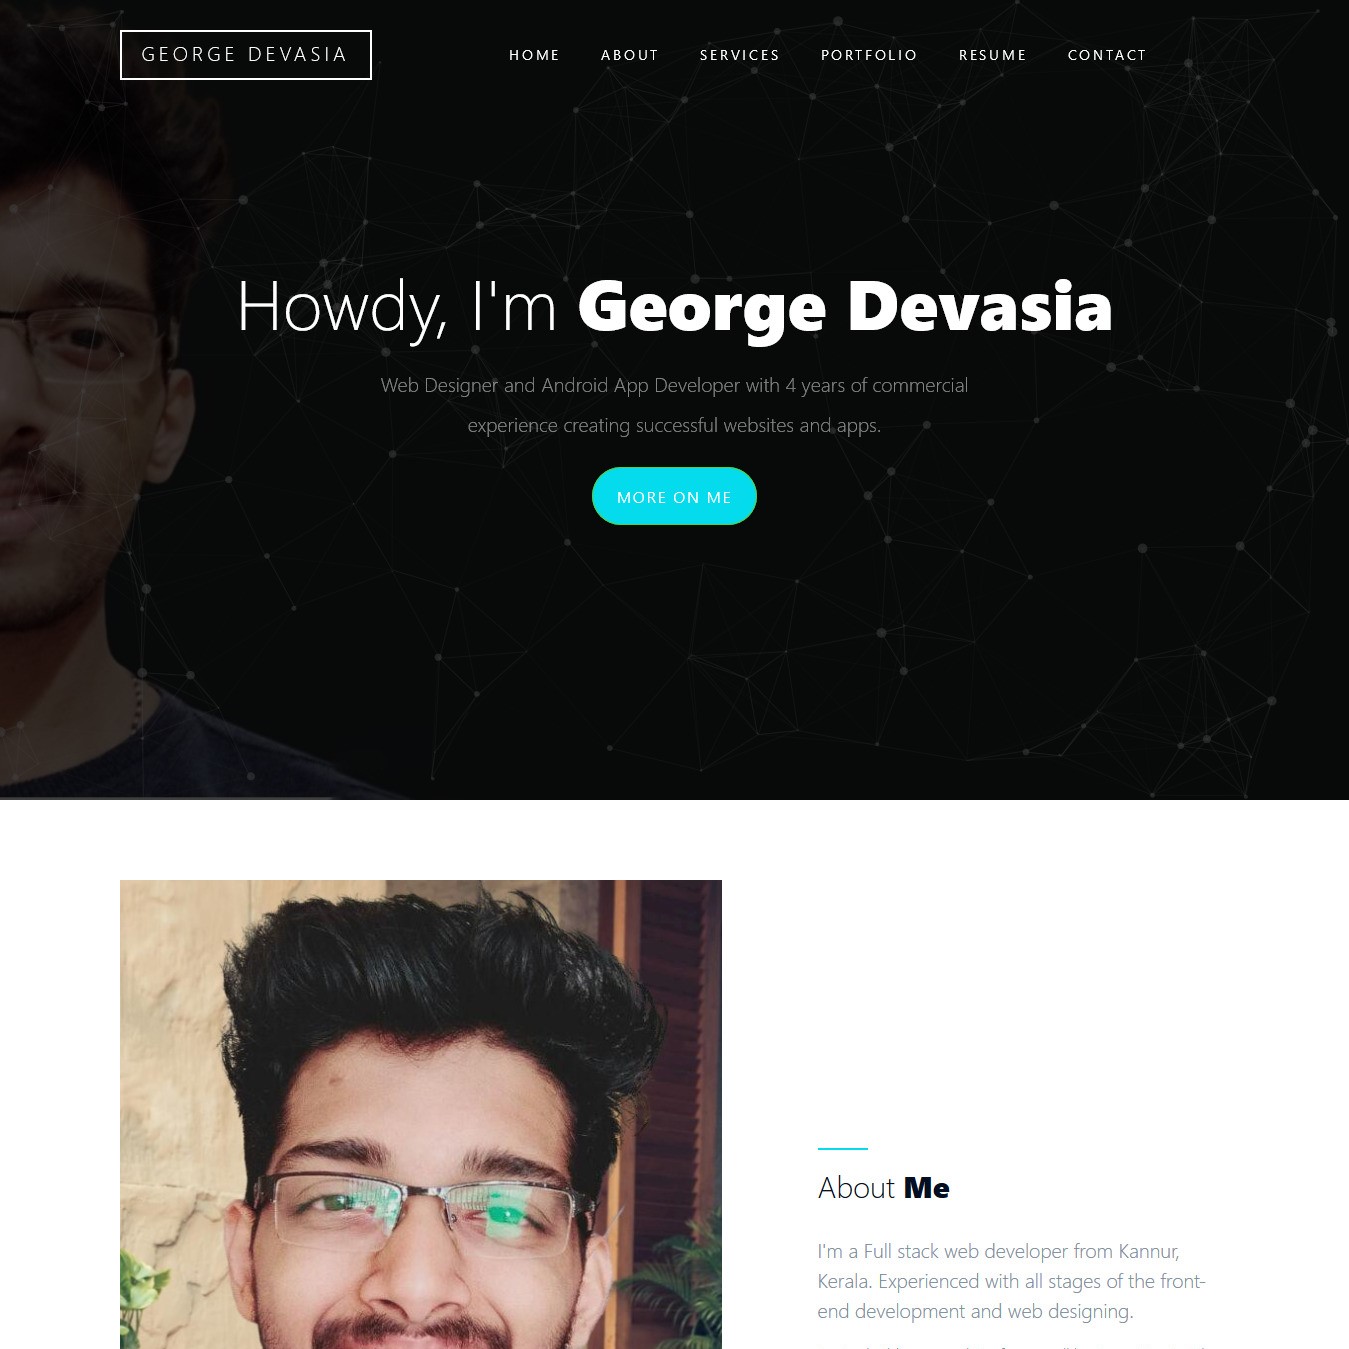 GEORGE DEVASIA
HOME ABOUT SERVICES PORTFOLIO RESUME CONTACT
Howdy, I'm George Devasia
Web Designer and Android App Developer with 4 years of commercial
experience creating successful websites and apps.
MORE ON ME
About Me
I'm a Full stack web developer from Kannur,
Kerala. Experienced with all stages of the front-
end development and web designing.